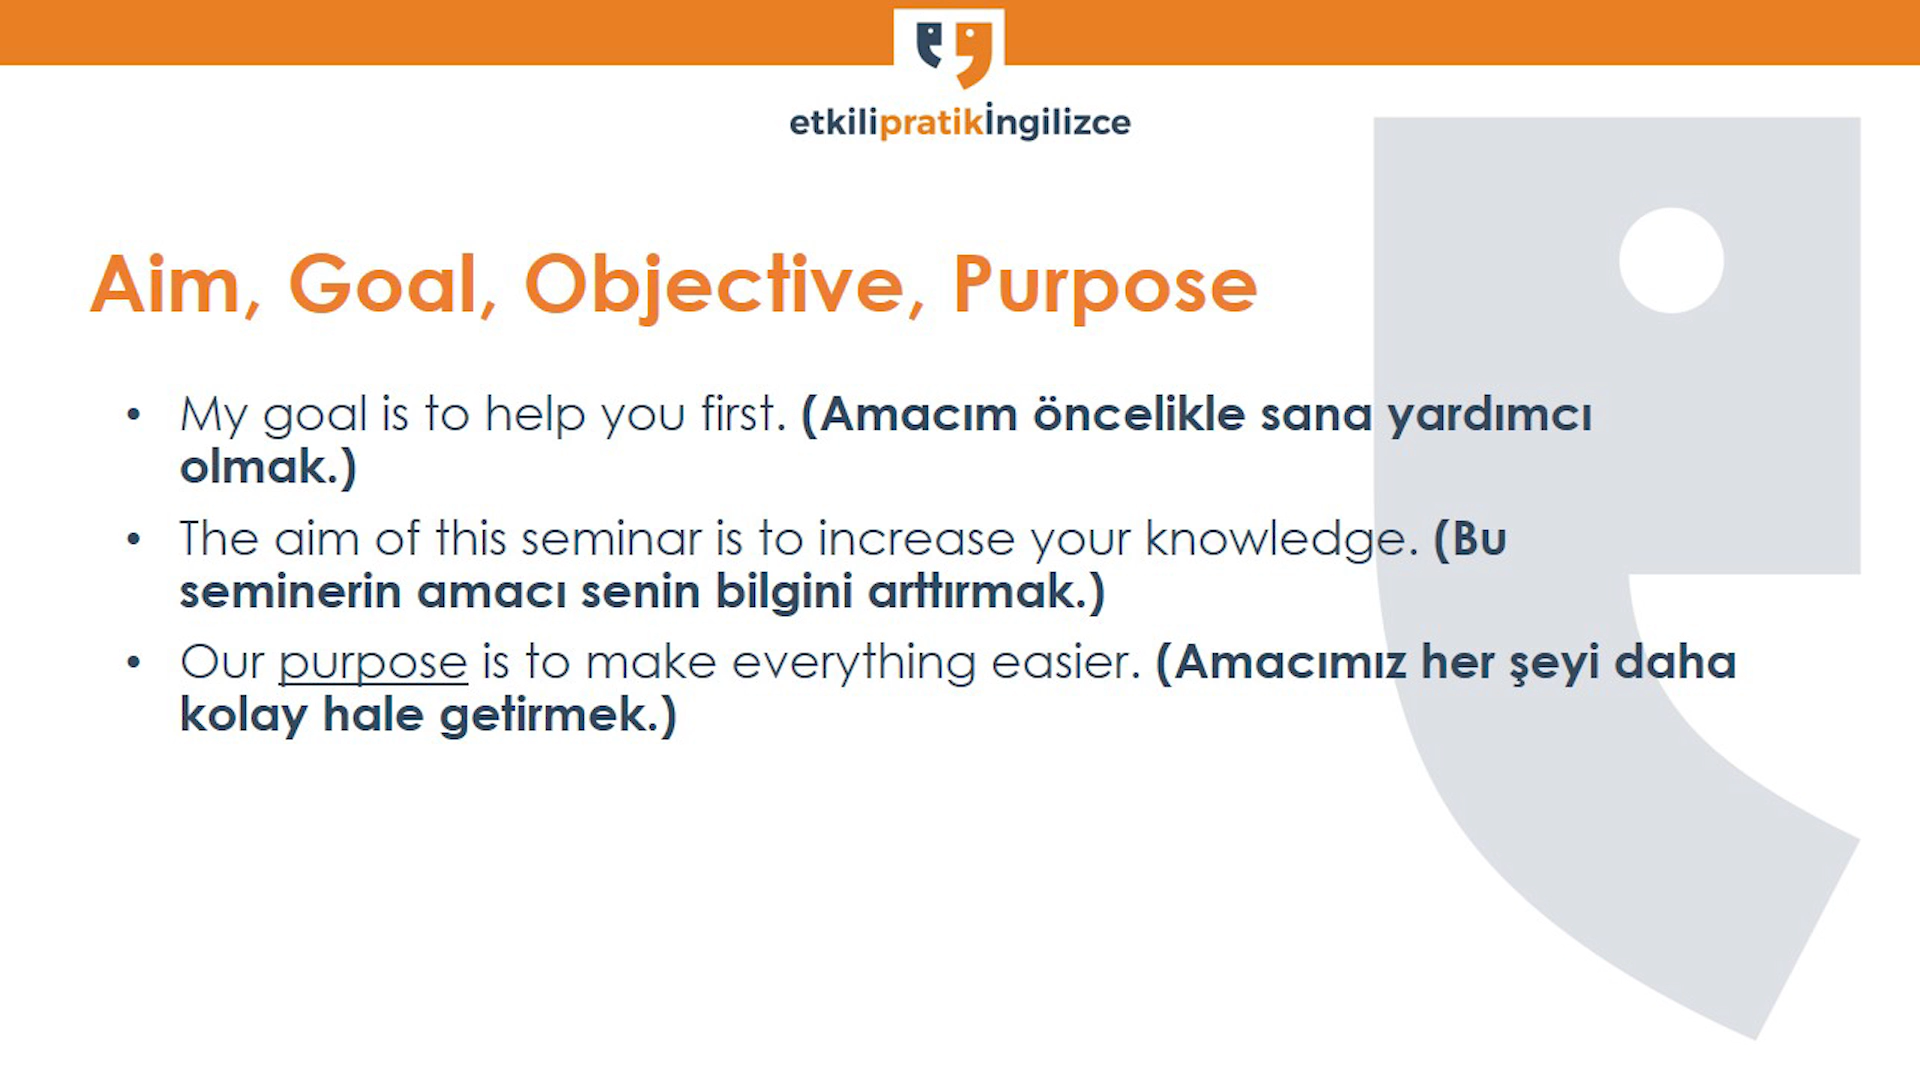 etkilipratikİngilizce
Aim, Goal, Objective, Purpose
• My goal is to help you first. (Amacım öncelikle sana yardımcı
olmak.)
• The aim of this seminar is to increase your knowledge. (Bu
seminerin amacı senin bilgini arttırmak.)
• Our purpose is to make everything easier. (Amacımız her şeyi daha
kolay hale getirmek.)